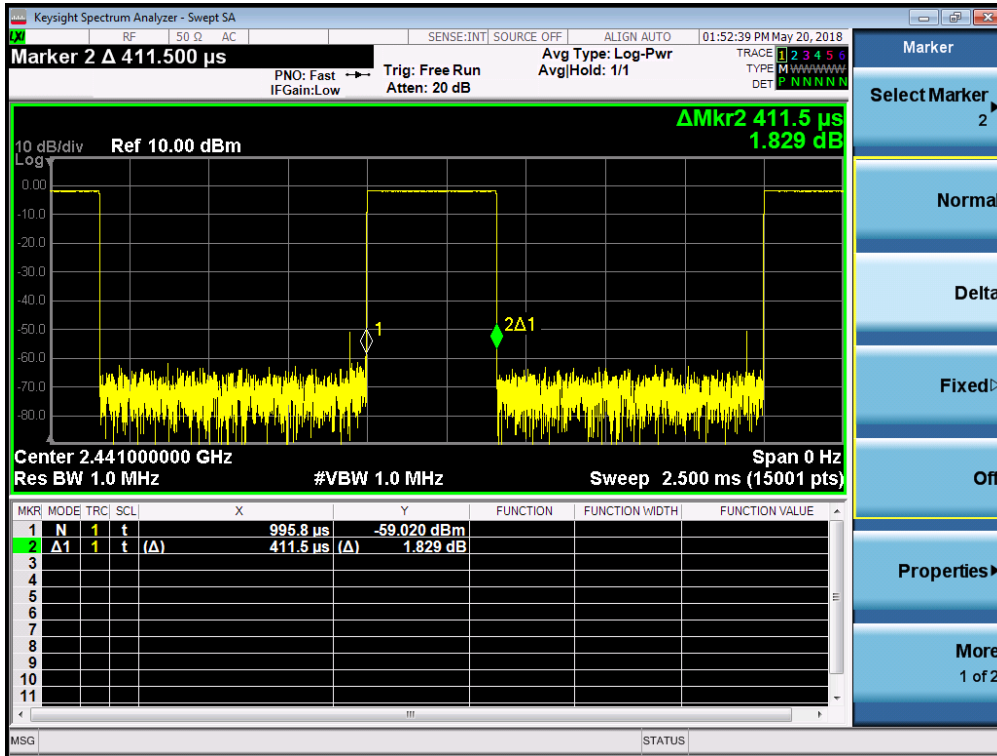 Keysight Spectrum Analyzer - Swept SA
LXI RF 50 Ω AC SENSE:INT SOURCE OFF ALIGN AUTO 01:52:39 PM May 20, 2018
Marker 2 Δ 411.500 µs
PNO: Fast
IFGain:Low
Trig: Free Run
Atten: 20 dB
Avg Type: Log-Pwr
Avg|Hold: 1/1
TRACE 1 2 3 4 5 6
TYPE M WWWWW
DET P N N N N N
ΔMkr2 411.5 µs
1.829 dB
10 dB/div Ref 10.00 dBm
Log
0.00
-10.0
-20.0
-30.0
-40.0
-50.0
-60.0
-70.0
-80.0
1
2Δ1
Center 2.441000000 GHz Span 0 Hz
Res BW 1.0 MHz #VBW 1.0 MHz Sweep 2.500 ms (15001 pts)
MKR MODE TRC SCL X Y FUNCTION FUNCTION WIDTH FUNCTION VALUE
1 N 1 t 995.8 µs -59.020 dBm
2 Δ1 1 t (Δ) 411.5 µs (Δ) 1.829 dB
3
4
5
6
7
8
9
10
11
MSG STATUS
Marker
Select Marker
2
Normal
Delta
Fixed
Off
Properties
More
1 of 2